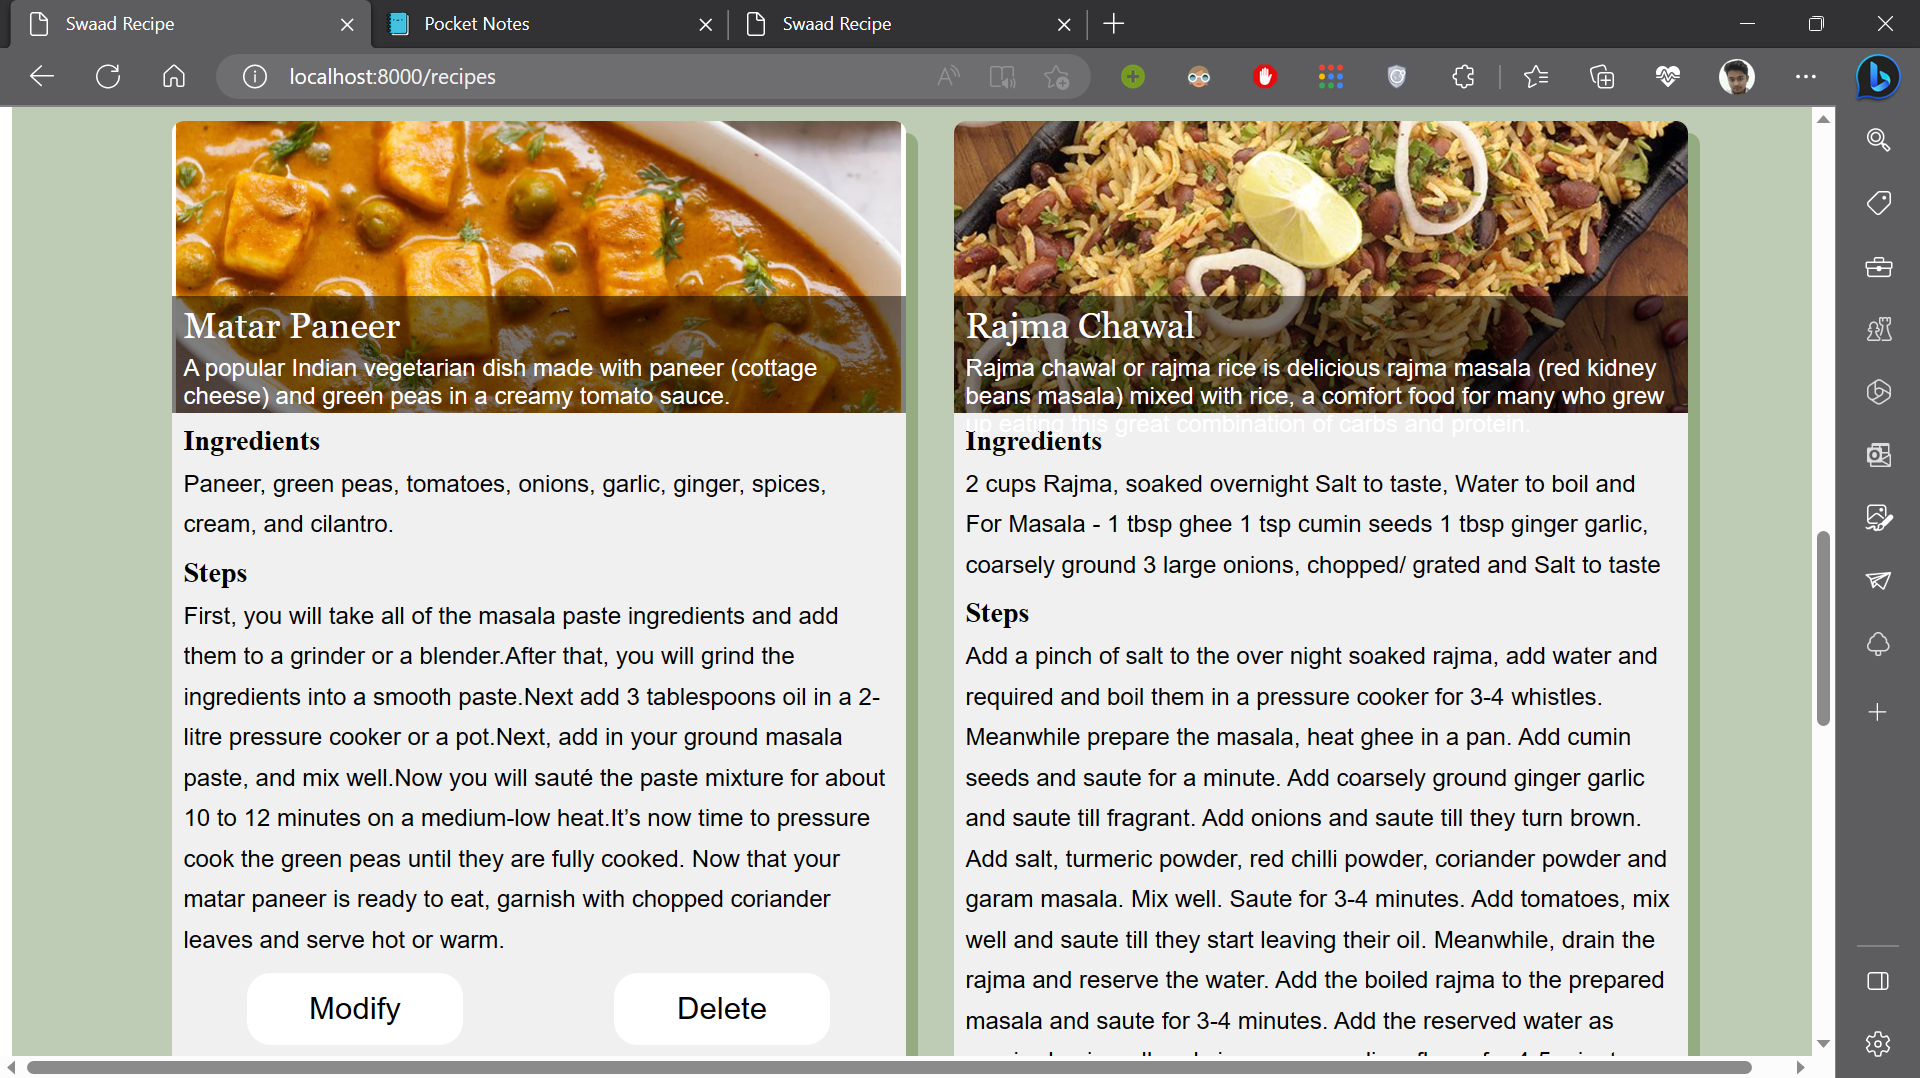 Swaad Recipe
Pocket Notes
Swaad Recipe
localhost:8000/recipes
Matar Paneer
A popular Indian vegetarian dish made with paneer (cottage
cheese) and green peas in a creamy tomato sauce.
Ingredients
Paneer, green peas, tomatoes, onions, garlic, ginger, spices,
cream, and cilantro.
Steps
First, you will take all of the masala paste ingredients and add
them to a grinder or a blender.After that, you will grind the
ingredients into a smooth paste.Next add 3 tablespoons oil in a 2-
litre pressure cooker or a pot.Next, add in your ground masala
paste, and mix well.Now you will sauté the paste mixture for about
10 to 12 minutes on a medium-low heat.It’s now time to pressure
cook the green peas until they are fully cooked. Now that your
matar paneer is ready to eat, garnish with chopped coriander
leaves and serve hot or warm.
Modify
Delete
Rajma Chawal
Rajma chawal or rajma rice is delicious rajma masala (red kidney
beans masala) mixed with rice, a comfort food for many who grew
up eating this great combination of carbs and protein.
Ingredients
2 cups Rajma, soaked overnight Salt to taste, Water to boil and
For Masala - 1 tbsp ghee 1 tsp cumin seeds 1 tbsp ginger garlic,
coarsely ground 3 large onions, chopped/ grated and Salt to taste
Steps
Add a pinch of salt to the over night soaked rajma, add water and
required and boil them in a pressure cooker for 3-4 whistles.
Meanwhile prepare the masala, heat ghee in a pan. Add cumin
seeds and saute for a minute. Add coarsely ground ginger garlic
and saute till fragrant. Add onions and saute till they turn brown.
Add salt, turmeric powder, red chilli powder, coriander powder and
garam masala. Mix well. Saute for 3-4 minutes. Add tomatoes, mix
well and saute till they start leaving their oil. Meanwhile, drain the
rajma and reserve the water. Add the boiled rajma to the prepared
masala and saute for 3-4 minutes. Add the reserved water as